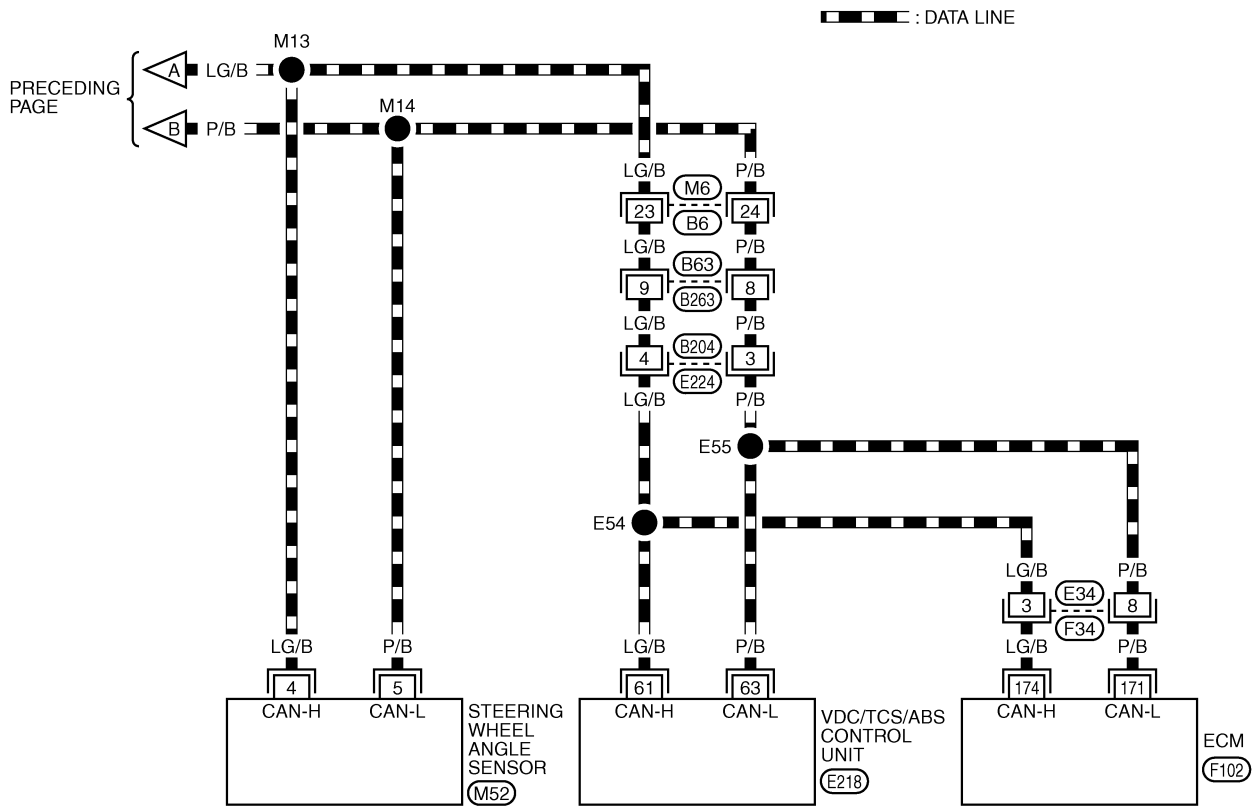 : DATA LINE
M13
A LG/B
PRECEDING
PAGE
M14
B P/B
LG/B P/B
M6
23 24
B6
LG/B P/B
B63
9 8
B263
LG/B P/B
B204
4 3
E224
LG/B P/B
E55
E54
LG/B P/B
E34
3 8
F34
LG/B P/B LG/B P/B LG/B P/B
4 5 61 63 174 171
CAN-H CAN-L CAN-H CAN-L CAN-H CAN-L
STEERING
WHEEL
ANGLE
SENSOR
M52
VDC/TCS/ABS
CONTROL
UNIT
E218
ECM
F102